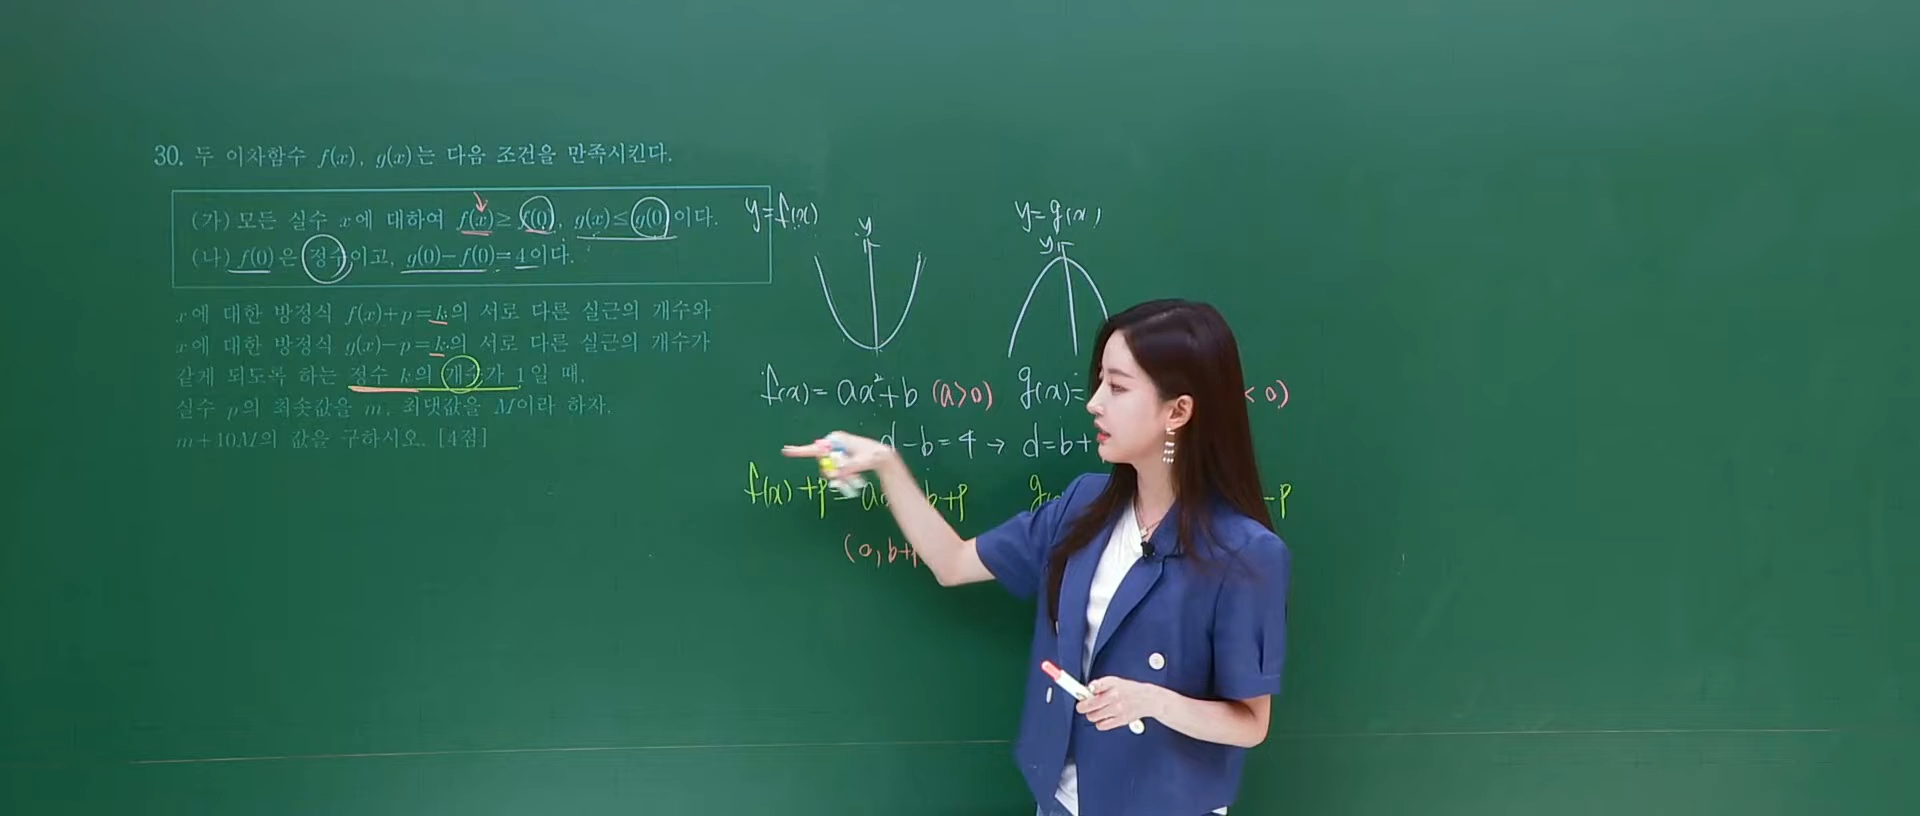 30. 두 이차함수 f(x), g(x)는 다음 조건을 만족시킨다.
(가) 모든 실수 x에 대하여 f(x)≥f(0), g(x)≤g(0)이다.
(나) f(0)은 정수이고, g(0)-f(0)=4이다.
x에 대한 방정식 f(x)+p=k의 서로 다른 실근의 개수와
x에 대한 방정식 g(x)-p=k의 서로 다른 실근의 개수가
같게 되도록 하는 정수 k의 개수가 1일 때,
실수 p의 최솟값을 m, 최댓값을 M이라 하자.
m+10M의 값을 구하시오. [4점]
y=f(x)
y
y=g(x)
y
f(x)=ax²+b (a>0)
g(x)= <0)
d-b=4 → d=b+
f(x)+p= b+p
-p
(0, b+p